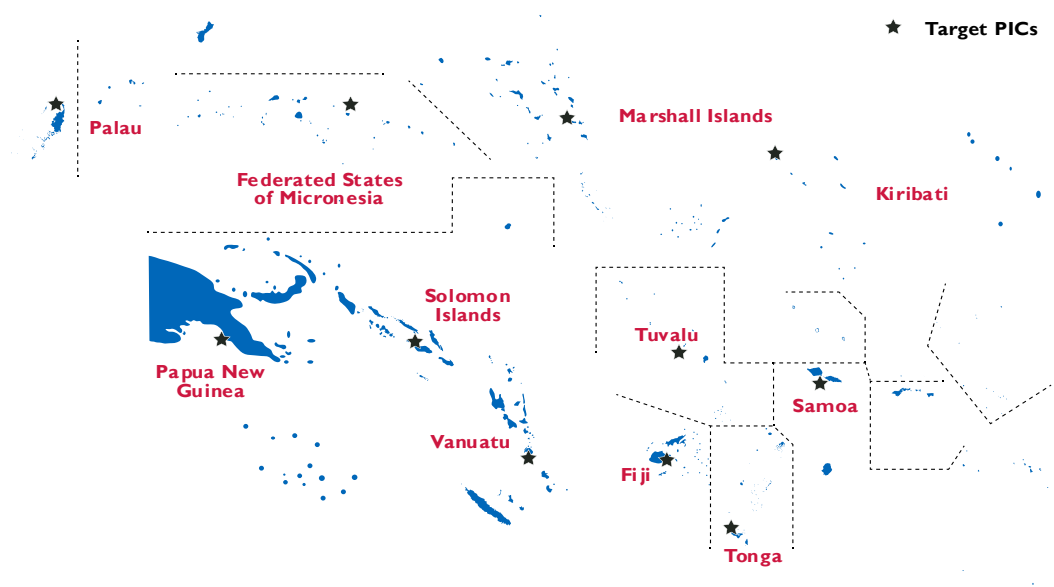 Target PICs
Marshall Islands
Palau
Federated States
of Micronesia
Kiribati
Solomon
Islands
Tuvalu
Papua New
Guinea
Samoa
Vanuatu
Fiji
Tonga